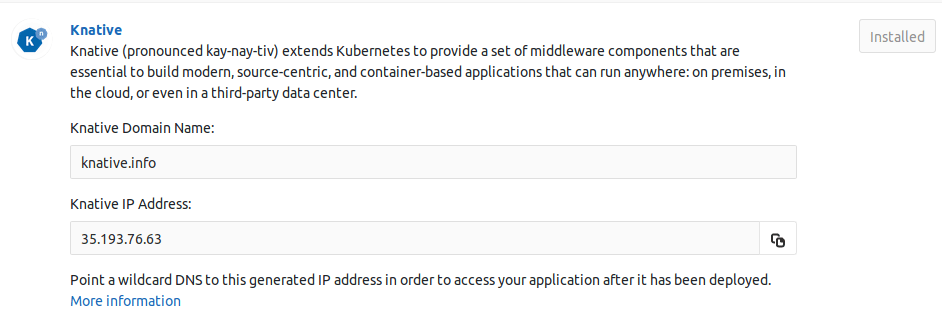 Knative
Knative (pronounced kay-nay-tiv) extends Kubernetes to provide a set of middleware components that are
essential to build modern, source-centric, and container-based applications that can run anywhere: on premises, in
the cloud, or even in a third-party data center.
Installed
Knative Domain Name:
knative.info
Knative IP Address:
35.193.76.63
Point a wildcard DNS to this generated IP address in order to access your application after it has been deployed.
More information
K
n